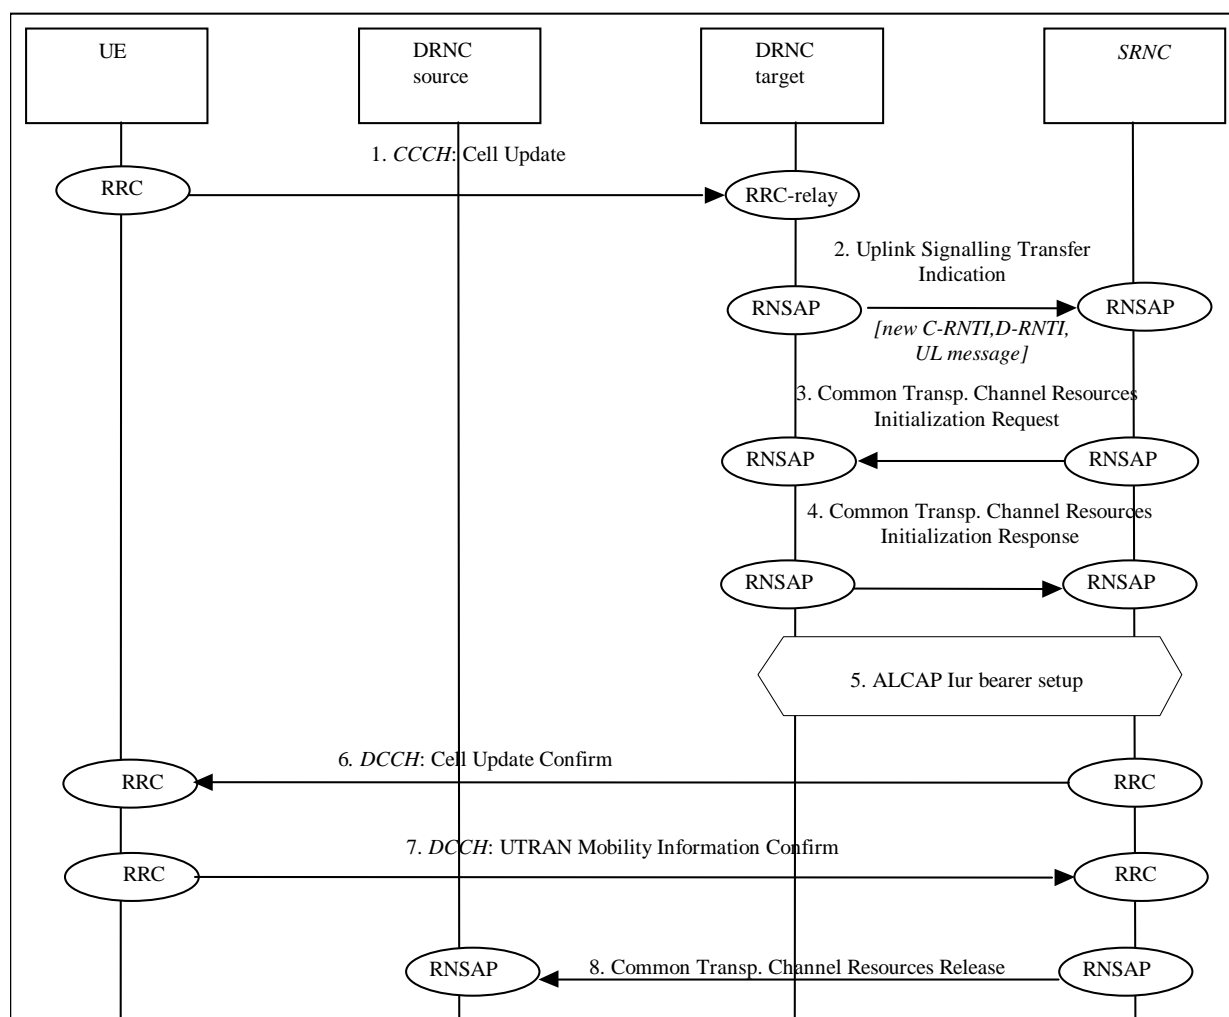 UE
DRNC
source
DRNC
target
SRNC
1. CCCH: Cell Update
RRC
RRC-relay
2. Uplink Signalling Transfer
Indication
RNSAP
RNSAP
[new C-RNTI,D-RNTI,
UL message]
3. Common Transp. Channel Resources
Initialization Request
RNSAP
RNSAP
4. Common Transp. Channel Resources
Initialization Response
RNSAP
RNSAP
5. ALCAP Iur bearer setup
6. DCCH: Cell Update Confirm
RRC
RRC
7. DCCH: UTRAN Mobility Information Confirm
RRC
RRC
RNSAP
8. Common Transp. Channel Resources Release
RNSAP